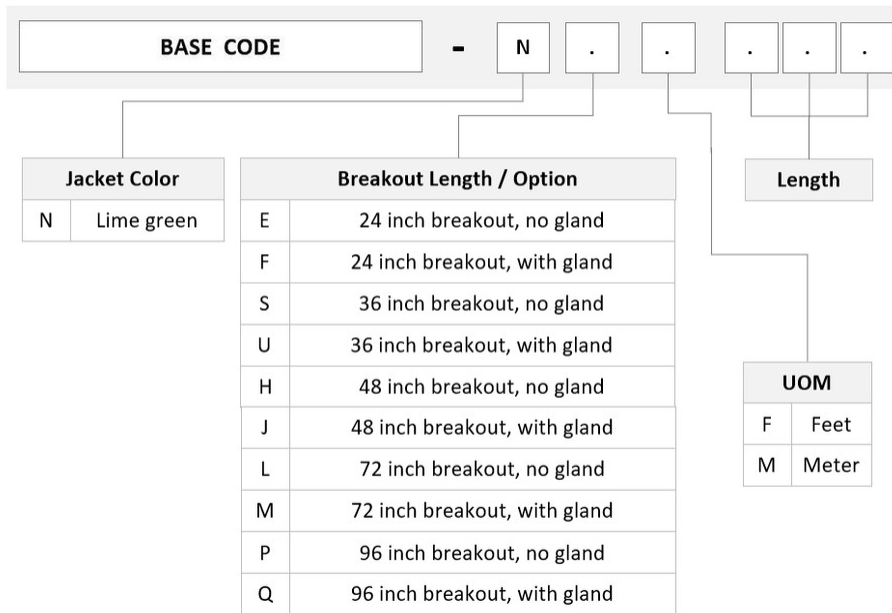 BASE CODE - N . . . . .
Jacket Color
N Lime green
Breakout Length / Option
E 24 inch breakout, no gland
F 24 inch breakout, with gland
S 36 inch breakout, no gland
U 36 inch breakout, with gland
H 48 inch breakout, no gland
J 48 inch breakout, with gland
L 72 inch breakout, no gland
M 72 inch breakout, with gland
P 96 inch breakout, no gland
Q 96 inch breakout, with gland
Length
UOM
F Feet
M Meter